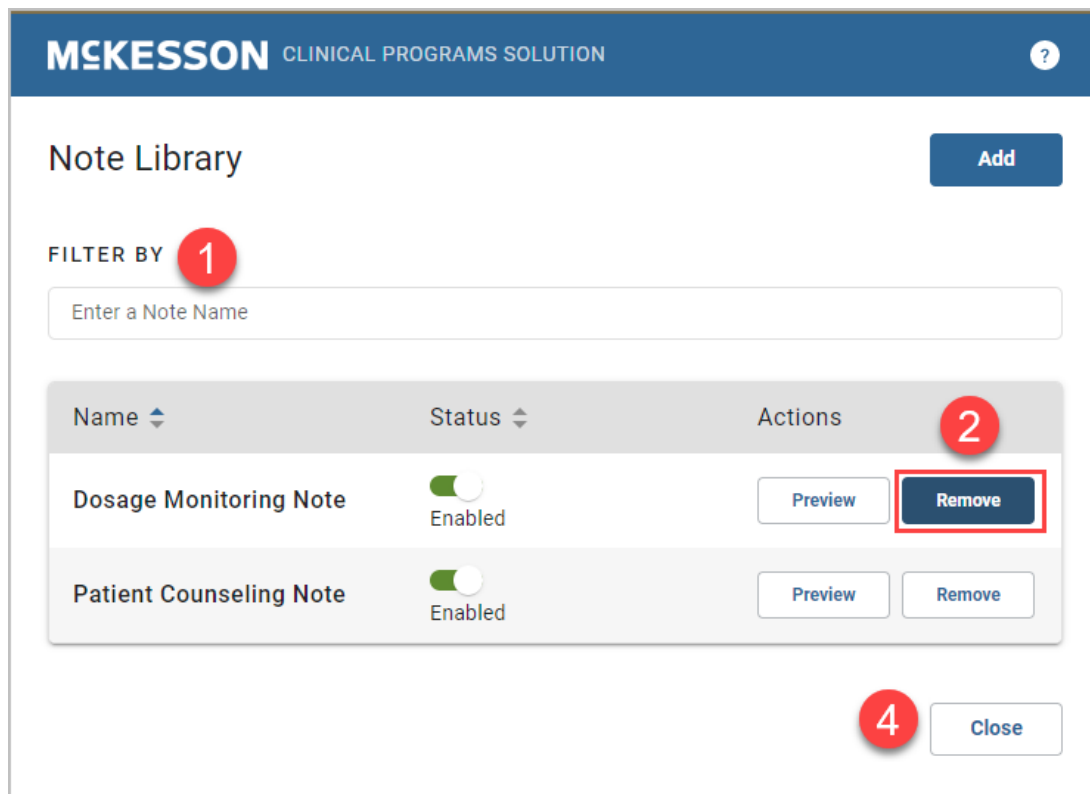 MCKESSON CLINICAL PROGRAMS SOLUTION ?
Note Library Add
FILTER BY 1
Enter a Note Name
Name Status Actions 2
Dosage Monitoring Note Enabled Preview Remove
Patient Counseling Note Enabled Preview Remove
4 Close